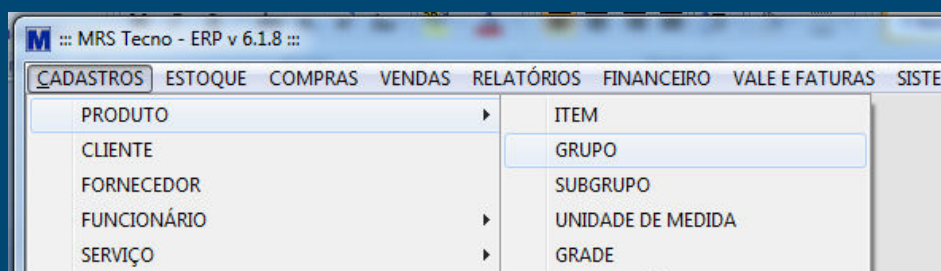 M ::: MRS Tecno - ERP v 6.1.8 :::
CADASTROS ESTOQUE COMPRAS VENDAS RELATÓRIOS FINANCEIRO VALE E FATURAS SISTE
PRODUTO ITEM
CLIENTE GRUPO
FORNECEDOR SUBGRUPO
FUNCIONÁRIO UNIDADE DE MEDIDA
SERVIÇO GRADE